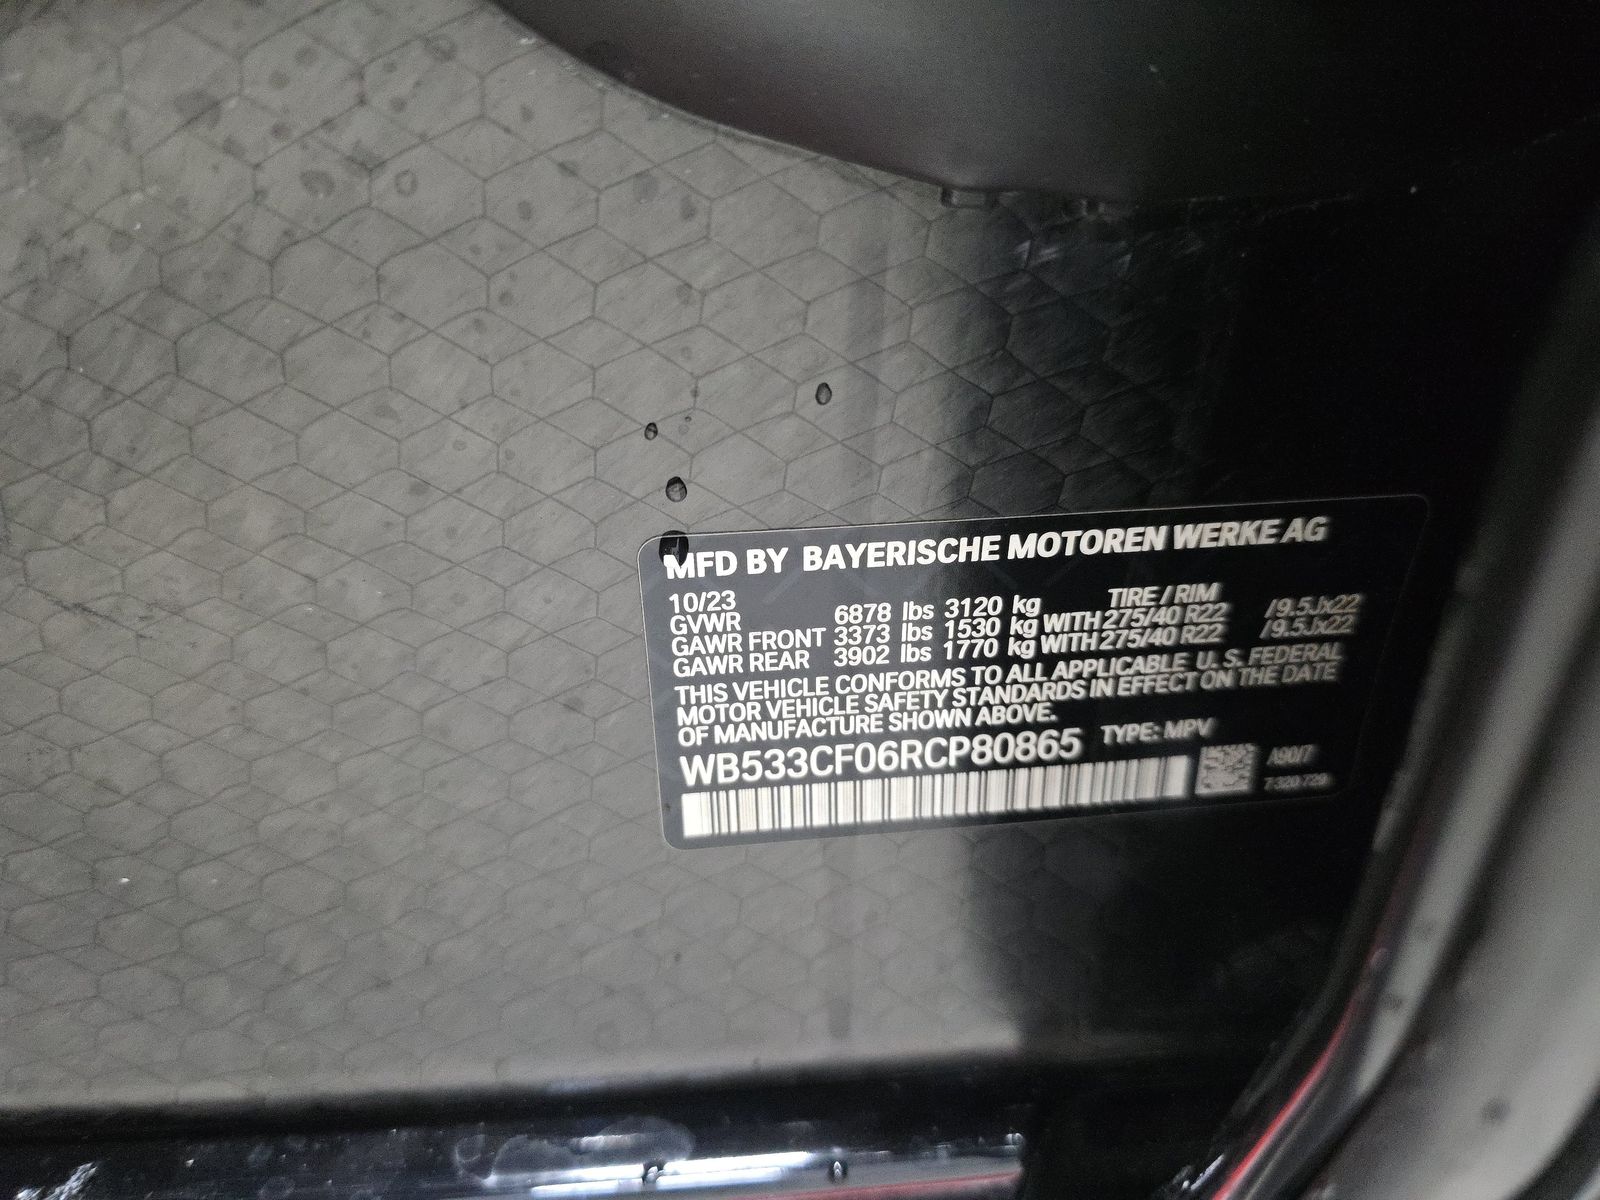 MFD BY BAYERISCHE MOTOREN WERKE AG
10/23 TIRE / RIM
GVWR 6878 lbs 3120 kg
GAWR FRONT 3373 lbs 1530 kg WITH 275/40 R22 /9.5Jx22
GAWR REAR 3902 lbs 1770 kg WITH 275/40 R22 /9.5Jx22
THIS VEHICLE CONFORMS TO ALL APPLICABLE U. S. FEDERAL
MOTOR VEHICLE SAFETY STANDARDS IN EFFECT ON THE DATE
OF MANUFACTURE SHOWN ABOVE.
WB533CF06RCP80865 TYPE: MPV
A90/7